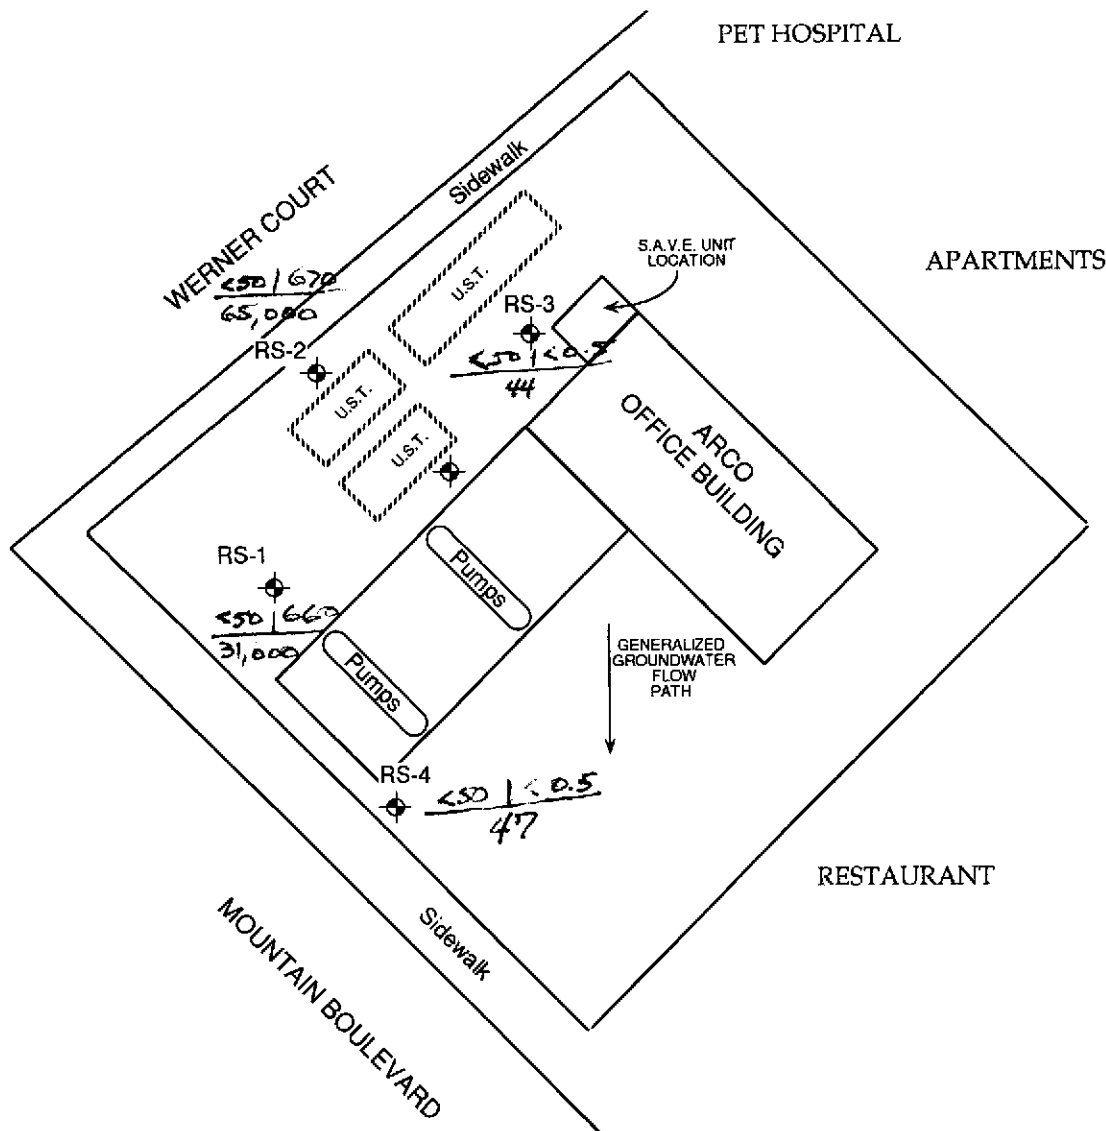 PET HOSPITAL
Sidewalk
WERNER COURT
<50 | 670
65,000
U.S.T.
S.A.V.E. UNIT
LOCATION
APARTMENTS
RS-3
<50 | <0.5
44
RS-2
U.S.T.
U.S.T.
ARCO
OFFICE BUILDING
RS-1
<50 | 660
31,000
Pumps
Pumps
GENERALIZED
GROUNDWATER
FLOW
PATH
RS-4
<50 | <0.5
47
RESTAURANT
Sidewalk
MOUNTAIN BOULEVARD